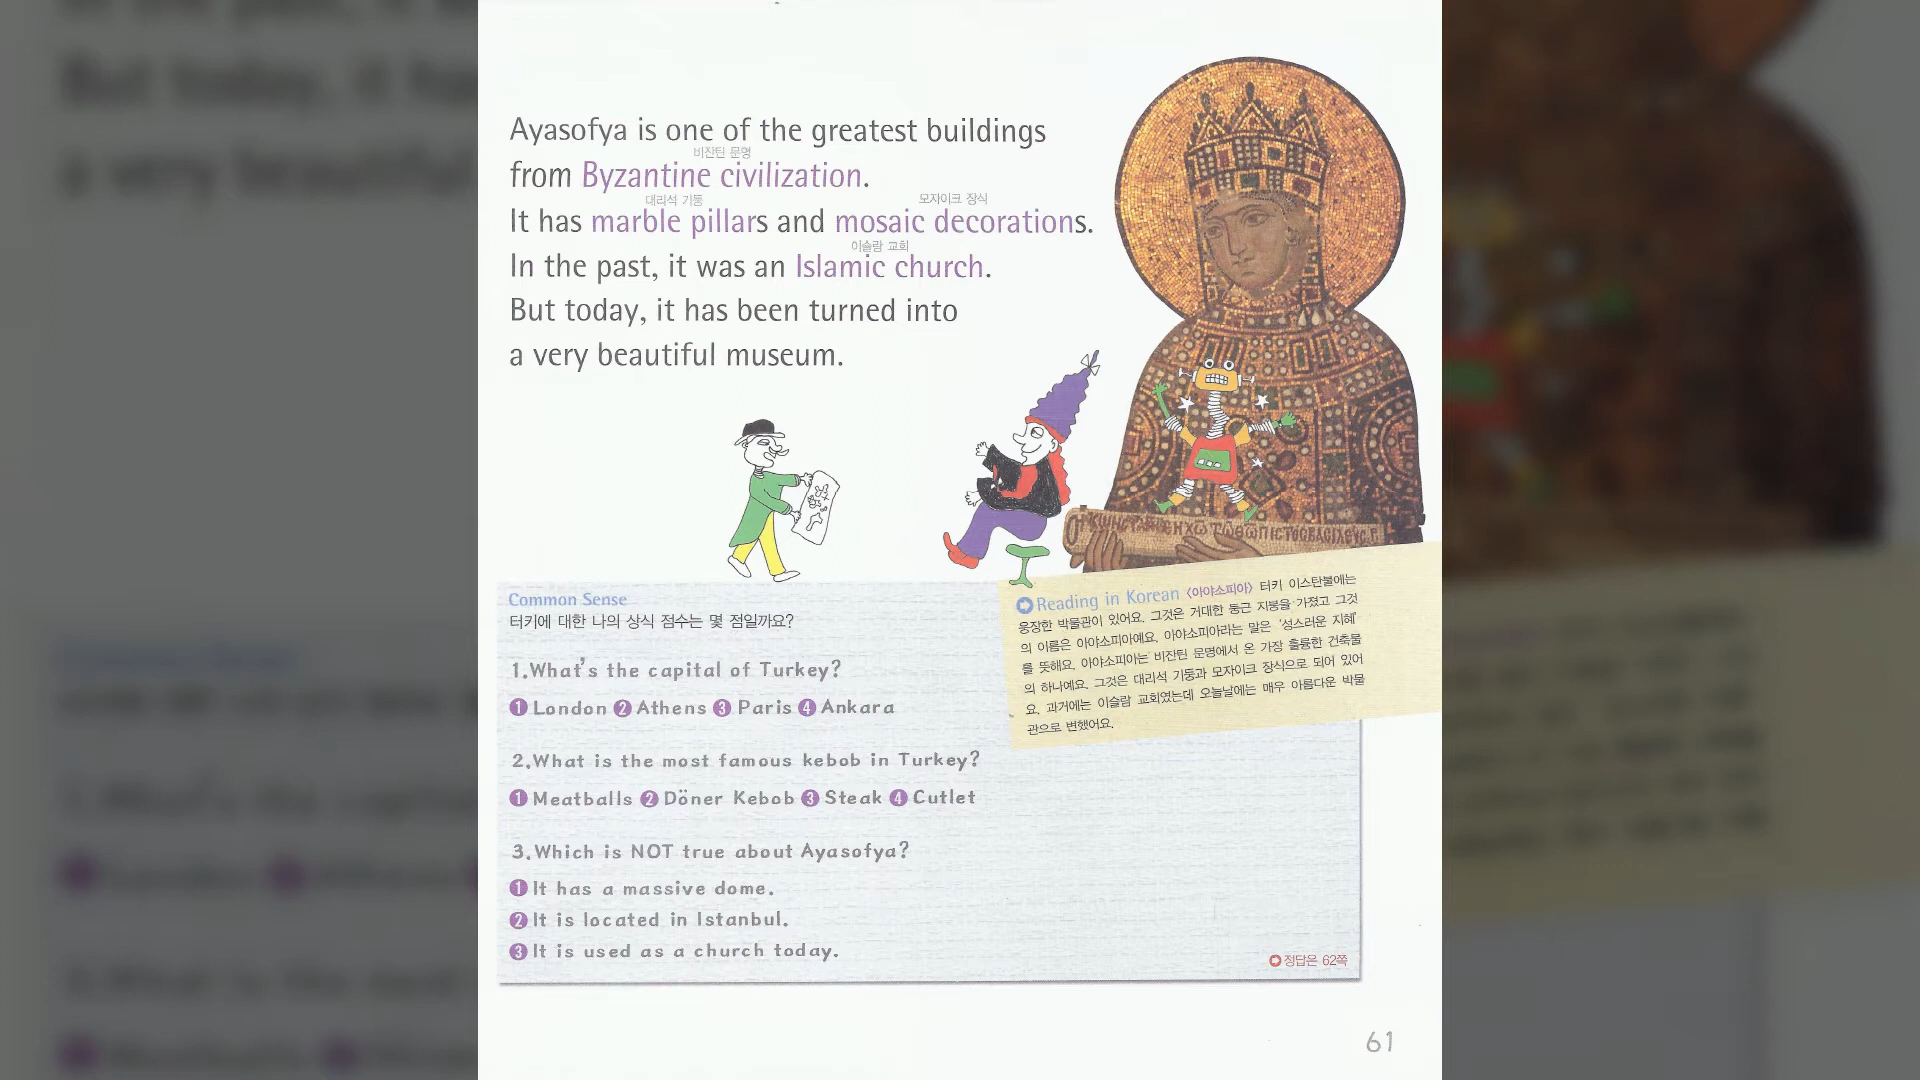 Ayasofya is one of the greatest buildings
비잔틴 문명
from Byzantine civilization.
대리석 기둥 모자이크 장식
It has marble pillars and mosaic decorations.
이슬람 교회
In the past, it was an Islamic church.
But today, it has been turned into
a very beautiful museum.
Common Sense
터키에 대한 나의 상식 점수는 몇 점일까요?
1.What's the capital of Turkey?
❶ London ❷ Athens ❸ Paris ❹ Ankara
2.What is the most famous kebob in Turkey?
❶ Meatballs ❷ Döner Kebob ❸ Steak ❹ Cutlet
3.Which is NOT true about Ayasofya?
❶ It has a massive dome.
❷ It is located in Istanbul.
❸ It is used as a church today.
정답은 62쪽
Reading in Korean 〈아야소피아〉 터키 이스탄불에는
웅장한 박물관이 있어요. 그것은 거대한 둥근 지붕을 가졌고 그것
의 이름은 아야소피아예요. 아야소피아라는 말은 '성스러운 지혜'
를 뜻해요. 아야소피아는 비잔틴 문명에서 온 가장 훌륭한 건축물
의 하나예요. 그것은 대리석 기둥과 모자이크 장식으로 되어 있어
요. 과거에는 이슬람 교회였는데 오늘날에는 매우 아름다운 박물
관으로 변했어요.
61